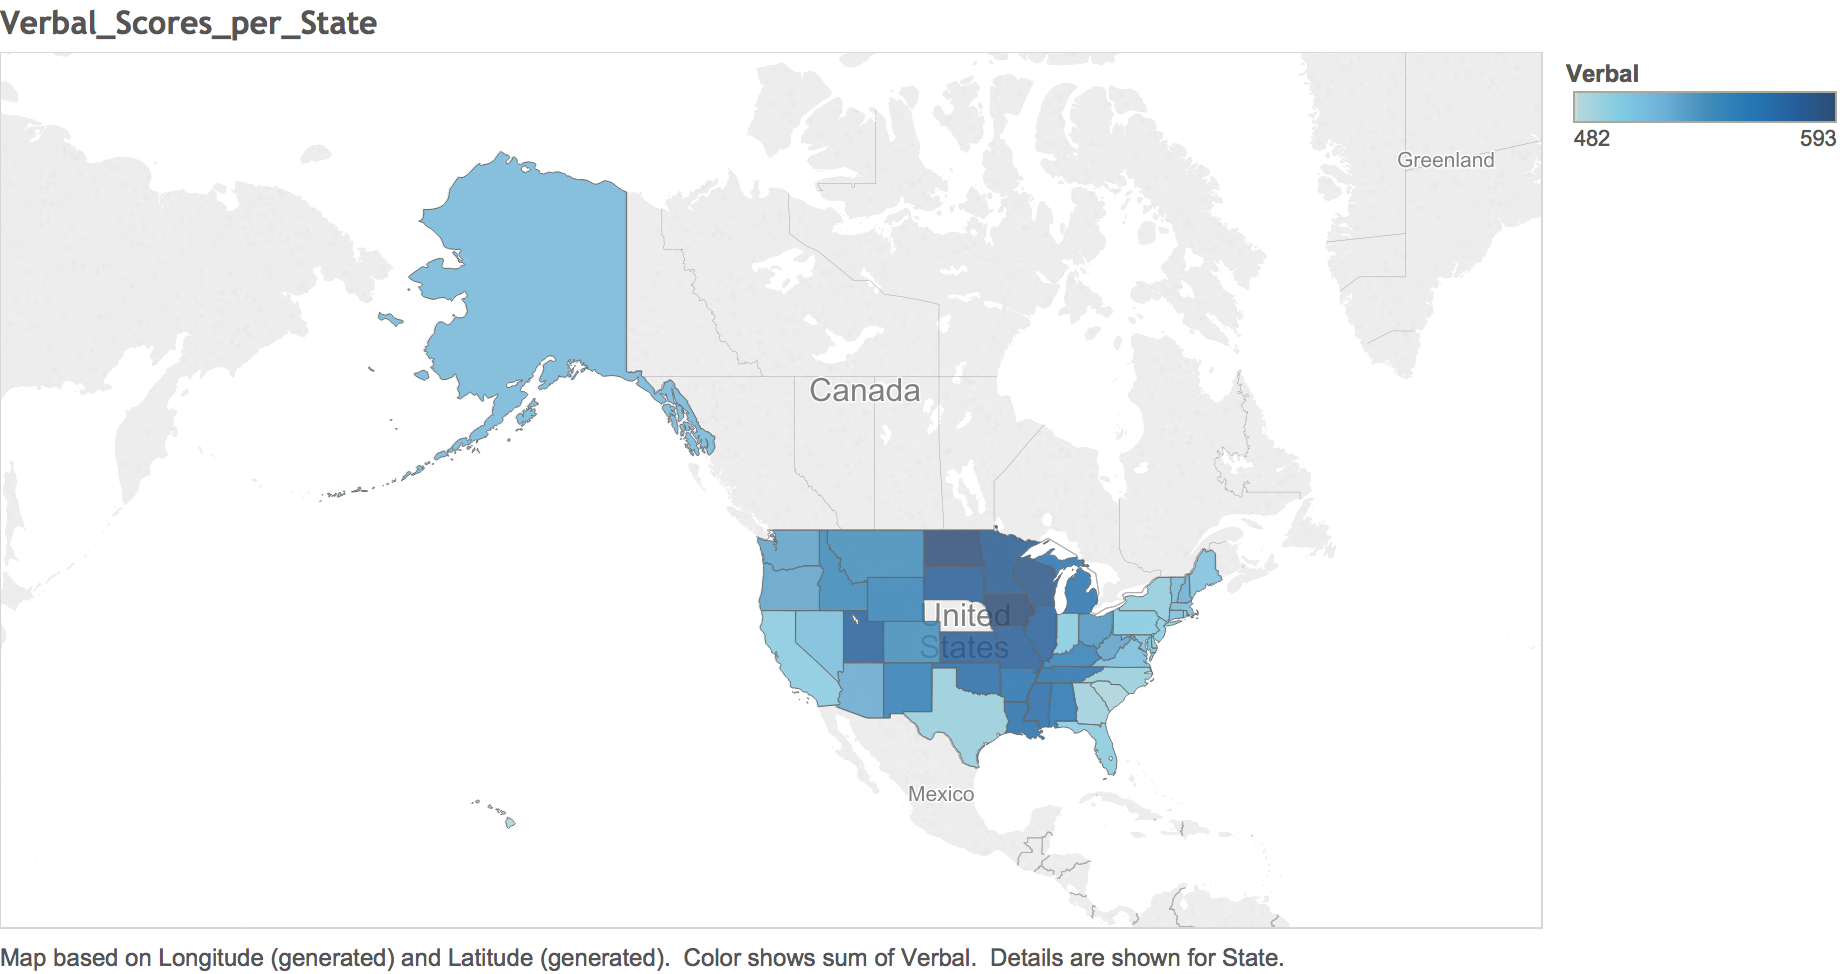 Verbal_Scores_per_State
Verbal
482 593
Greenland
Canada
United
States
Mexico
Map based on Longitude (generated) and Latitude (generated). Color shows sum of Verbal. Details are shown for State.